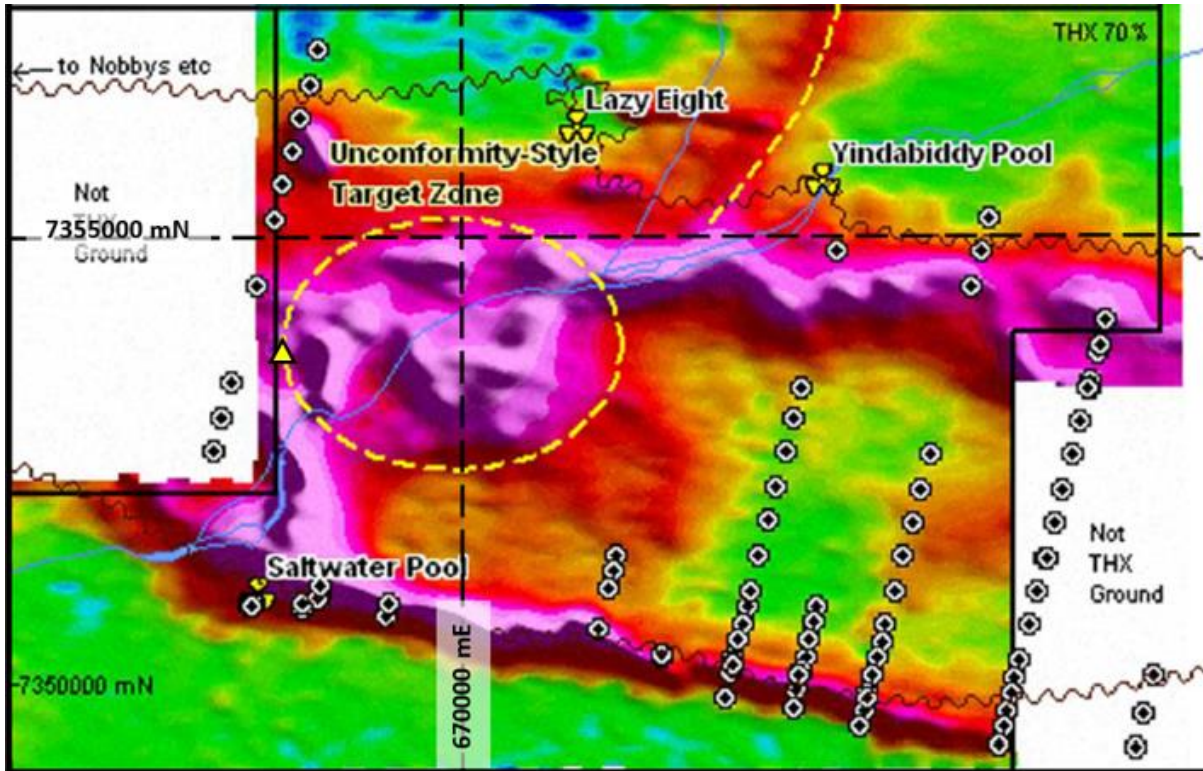 THX 70%
to Nobbys etc
Lazy Eight
Unconformity-Style
Target Zone
Yindabiddy Pool
Not
THX
Ground
7355000 mN
Saltwater Pool
Not
THX
Ground
670000 mE
7350000 mN